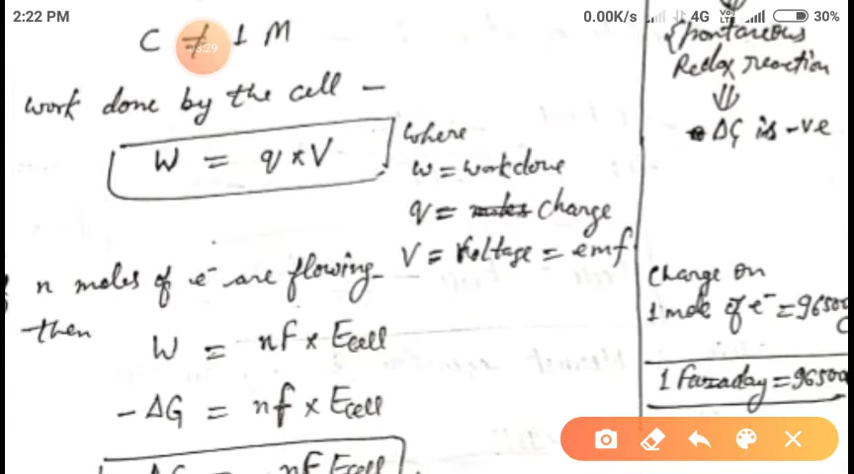 2:22 PM
0.00K/s 4G 30%
C ≠ 1 M
work done by the cell –
W = q × V
where
w = workdone
q = charge
V = Voltage = emf
n moles of e⁻ are flowing
then
W = nf × Ecell
-ΔG = nf × Ecell
nf Ecell
Spontaneous
Redox reaction
⇓
ΔG is -ve
Charge on
1 mole of e⁻ = 96500
1 Faraday = 96500